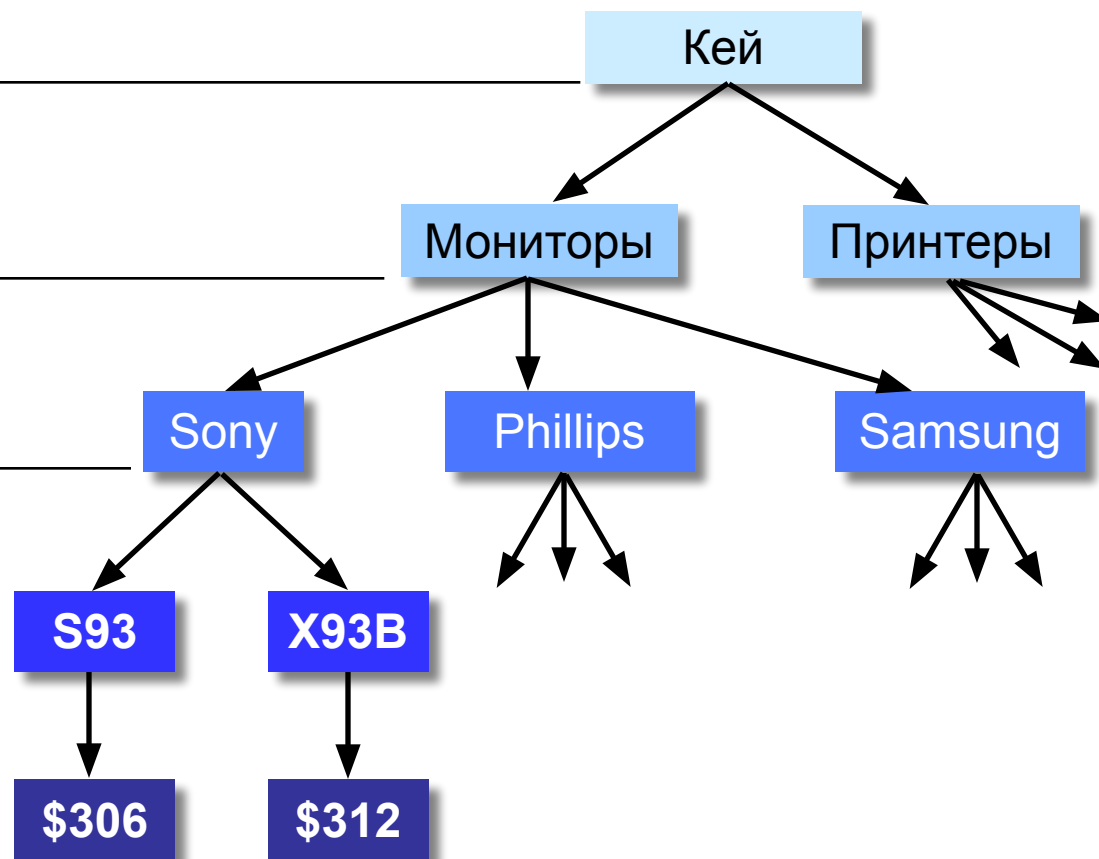 Кей
Мониторы
Принтеры
Sony
Phillips
Samsung
S93
X93B
$306
$312